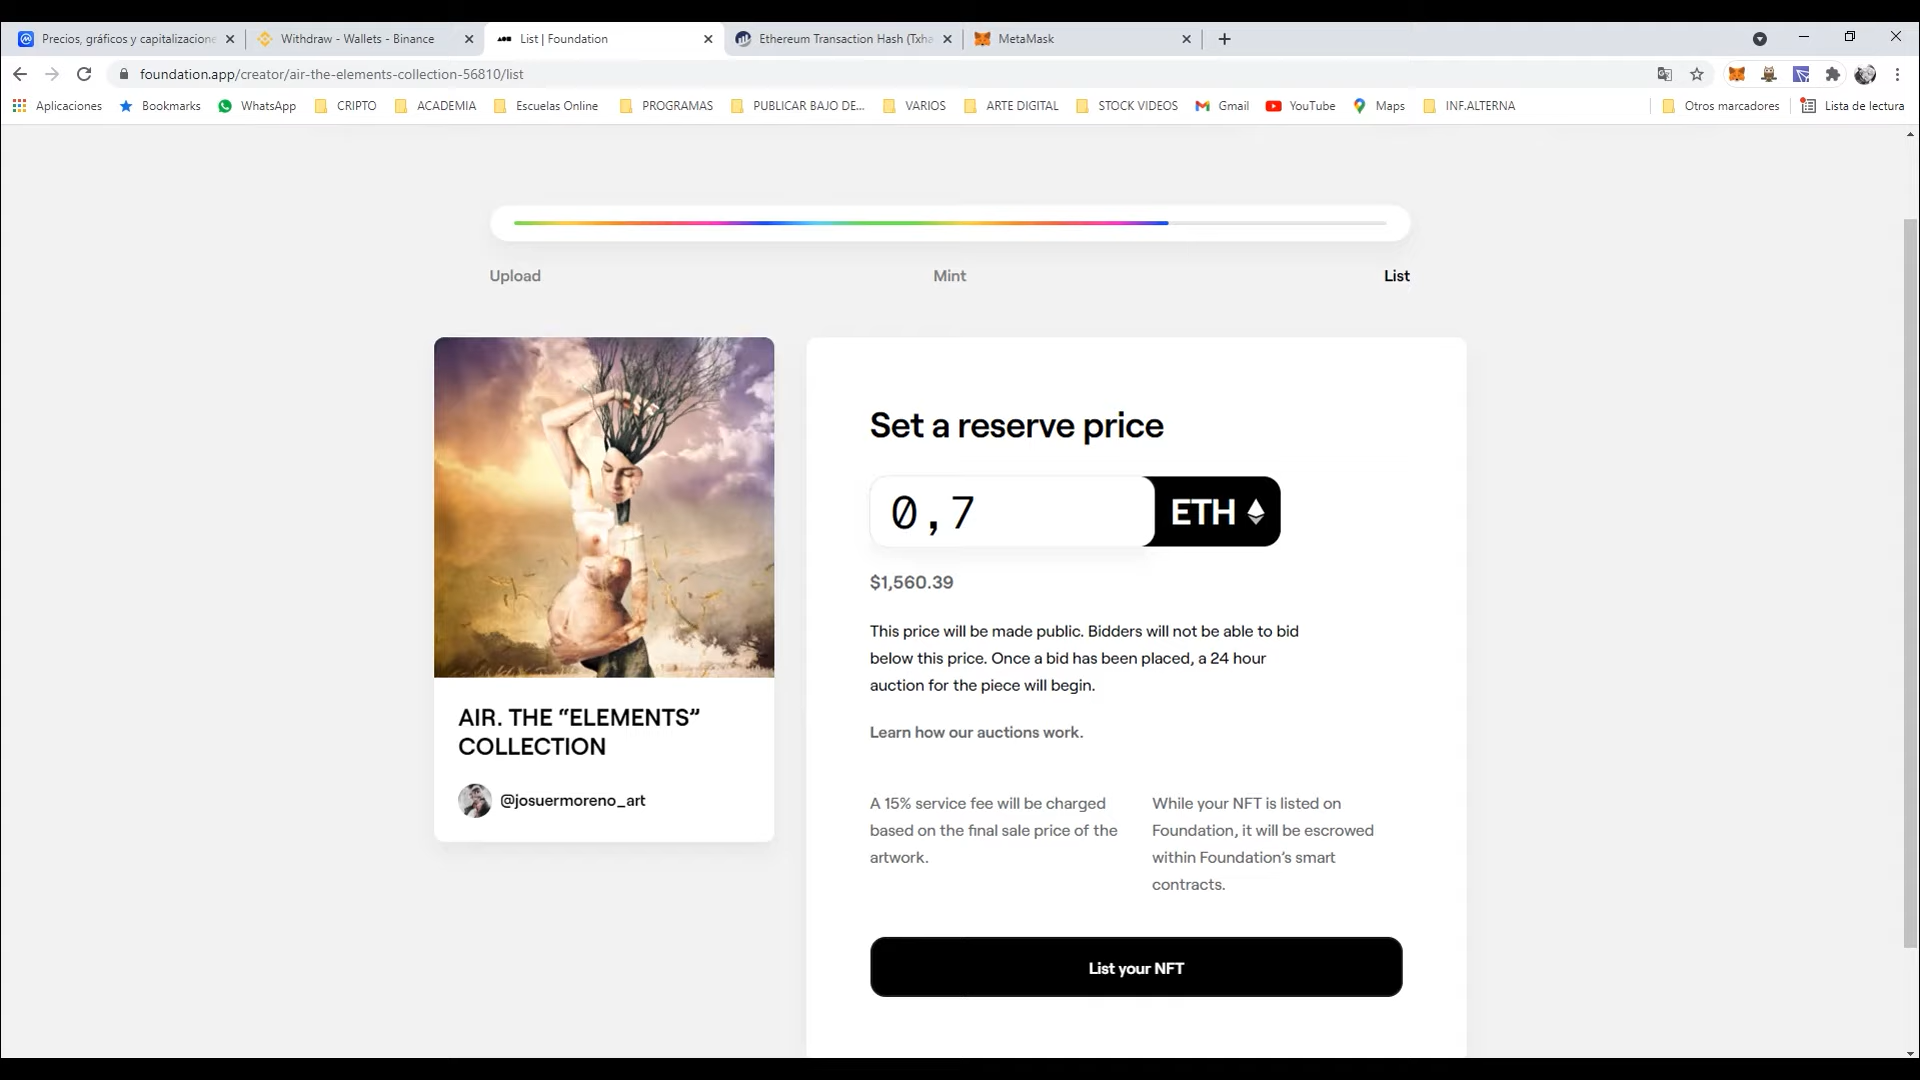 Precios, gráficos y capitalizacione
Withdraw - Wallets - Binance
List | Foundation
Ethereum Transaction Hash (Txha
MetaMask
foundation.app/creator/air-the-elements-collection-56810/list
Aplicaciones
Bookmarks
WhatsApp
CRIPTO
ACADEMIA
Escuelas Online
PROGRAMAS
PUBLICAR BAJO DE...
VARIOS
ARTE DIGITAL
STOCK VIDEOS
Gmail
YouTube
Maps
INF.ALTERNA
Otros marcadores
Lista de lectura
Upload
Mint
List
AIR. THE “ELEMENTS”
COLLECTION
@josuermoreno_art
Set a reserve price
0,7
ETH
$1,560.39
This price will be made public. Bidders will not be able to bid
below this price. Once a bid has been placed, a 24 hour
auction for the piece will begin.
Learn how our auctions work.
A 15% service fee will be charged
based on the final sale price of the
artwork.
While your NFT is listed on
Foundation, it will be escrowed
within Foundation’s smart
contracts.
List your NFT